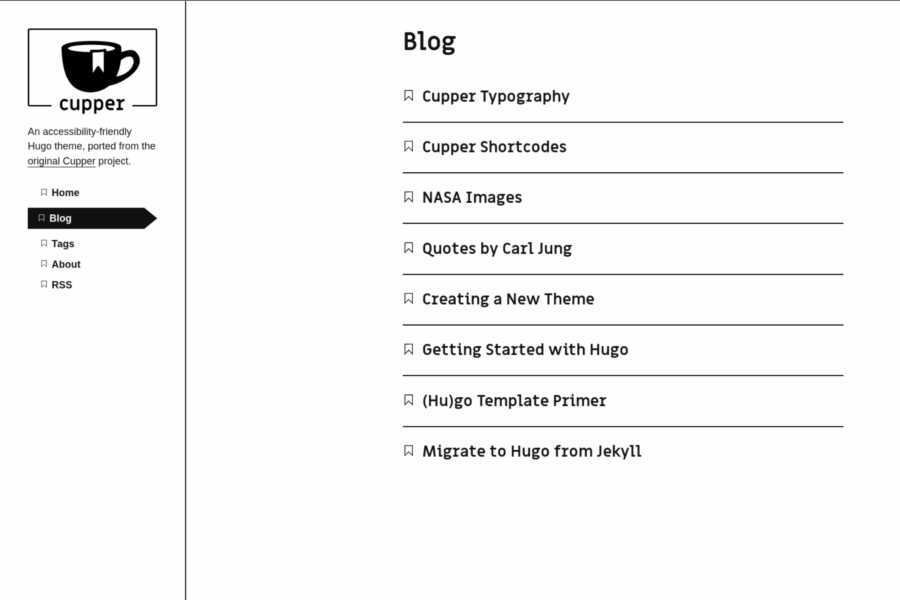 cupper
An accessibility-friendly
Hugo theme, ported from the
original Cupper project.
Home
Blog
Tags
About
RSS
Blog
Cupper Typography
Cupper Shortcodes
NASA Images
Quotes by Carl Jung
Creating a New Theme
Getting Started with Hugo
(Hu)go Template Primer
Migrate to Hugo from Jekyll